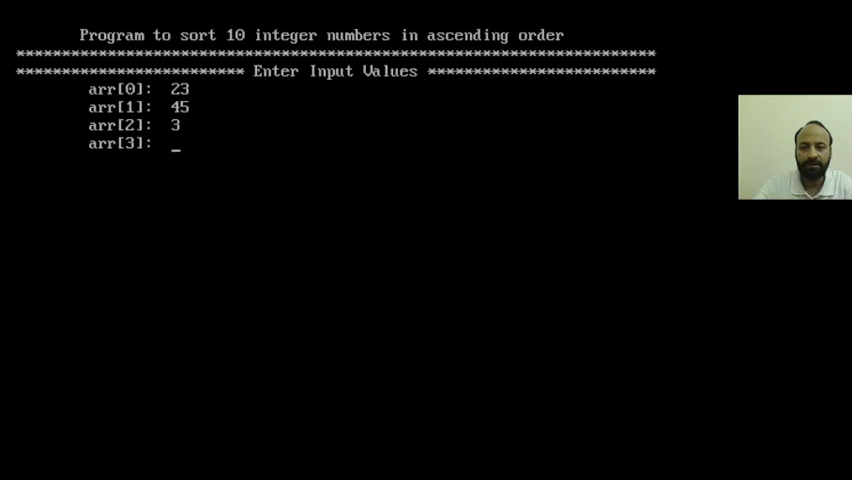 Program to sort 10 integer numbers in ascending order
**********************************************************************
************************* Enter Input Values *************************
arr[0]: 23
arr[1]: 45
arr[2]: 3
arr[3]: _